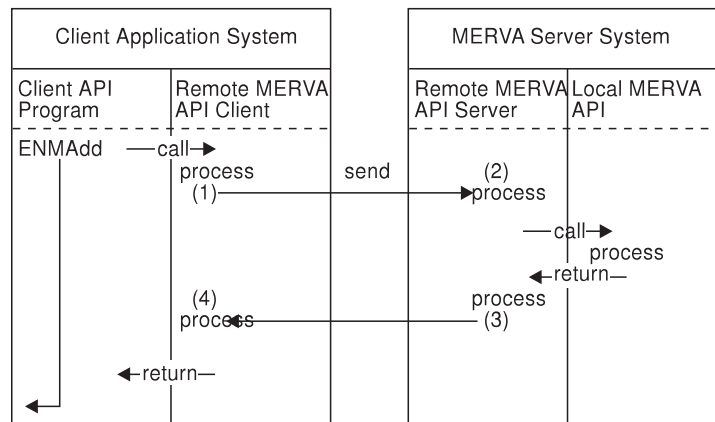 Client Application System
MERVA Server System
Client API
Program
Remote MERVA
API Client
Remote MERVA
API Server
Local MERVA
API
ENMAdd
call
process
(1)
send
(2)
process
call
process
return
process
(3)
(4)
process
return